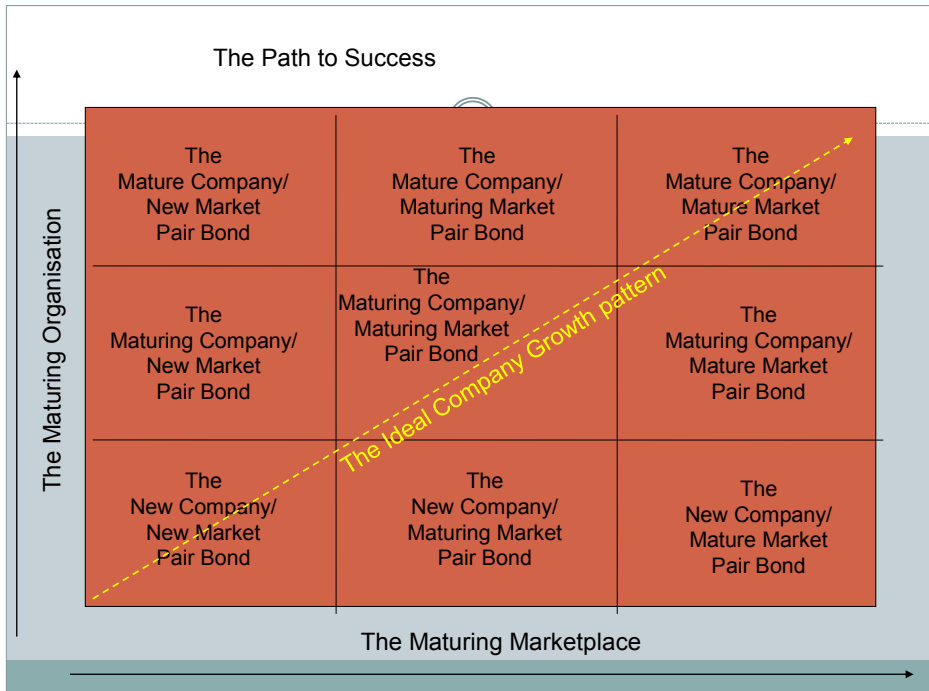 The Path to Success
The Maturing Organisation
The
Mature Company/
New Market
Pair Bond
The
Mature Company/
Maturing Market
Pair Bond
The
Mature Company/
Mature Market
Pair Bond
The
Maturing Company/
New Market
Pair Bond
The
Maturing Company/
Maturing Market
Pair Bond
The
Maturing Company/
Mature Market
Pair Bond
The Ideal Company Growth pattern
The
New Company/
New Market
Pair Bond
The
New Company/
Maturing Market
Pair Bond
The
New Company/
Mature Market
Pair Bond
The Maturing Marketplace